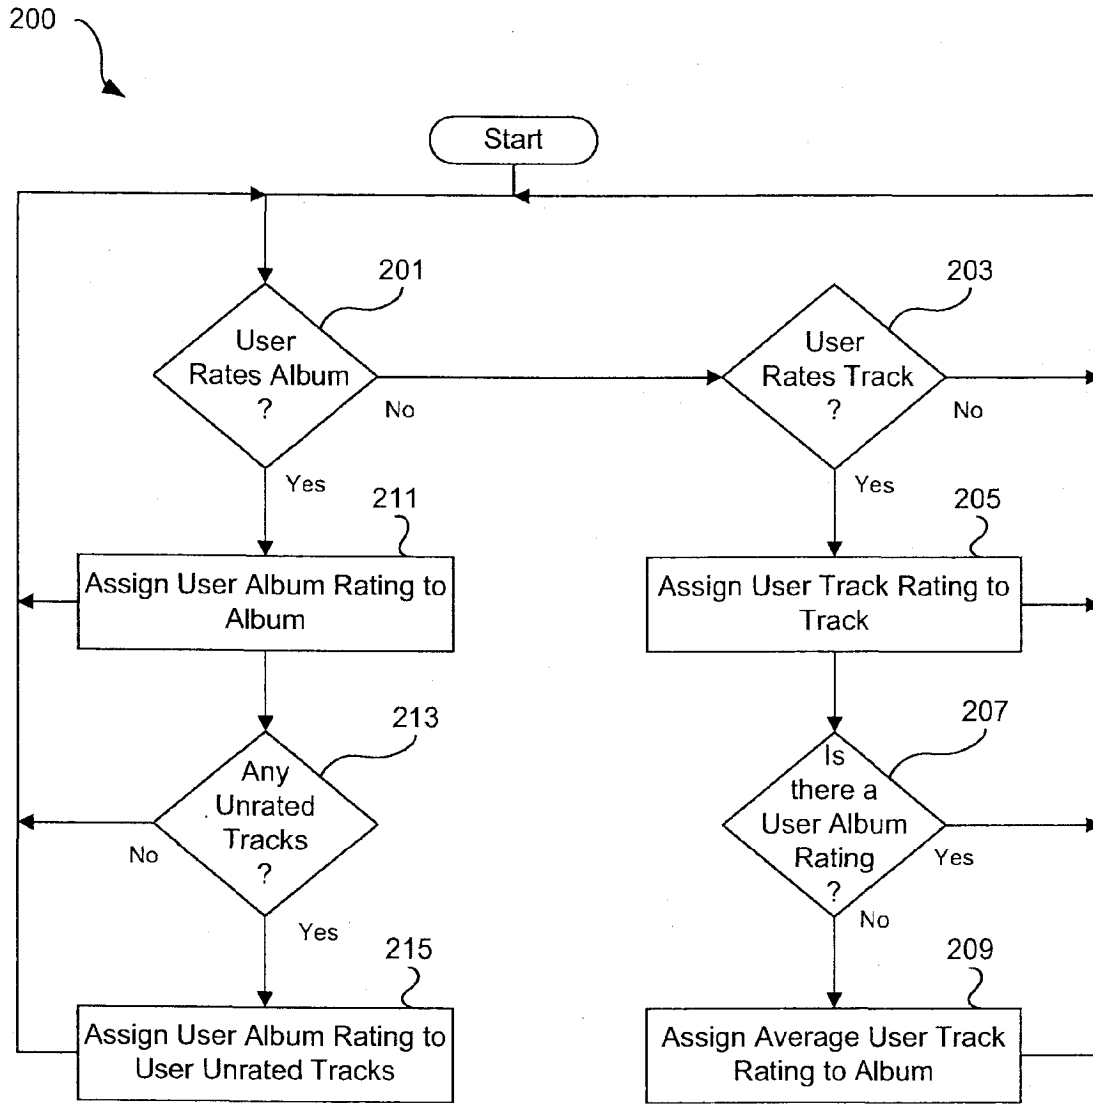 200
Start
201
User
Rates Album
?
No
Yes
203
User
Rates Track
?
No
Yes
211
Assign User Album Rating to
Album
205
Assign User Track Rating to
Track
213
Any
Unrated
Tracks
?
No
Yes
207
Is
there a
User Album
Rating
?
Yes
No
215
Assign User Album Rating to
User Unrated Tracks
209
Assign Average User Track
Rating to Album